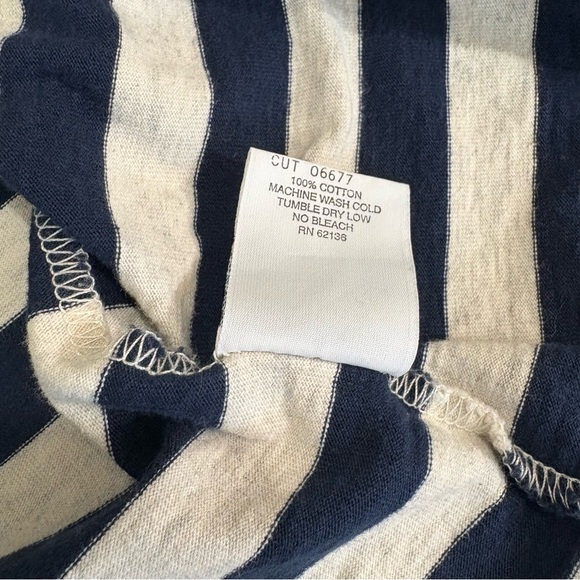 CUT 06677
100% COTTON
MACHINE WASH COLD
TUMBLE DRY LOW
NO BLEACH
RN 62136